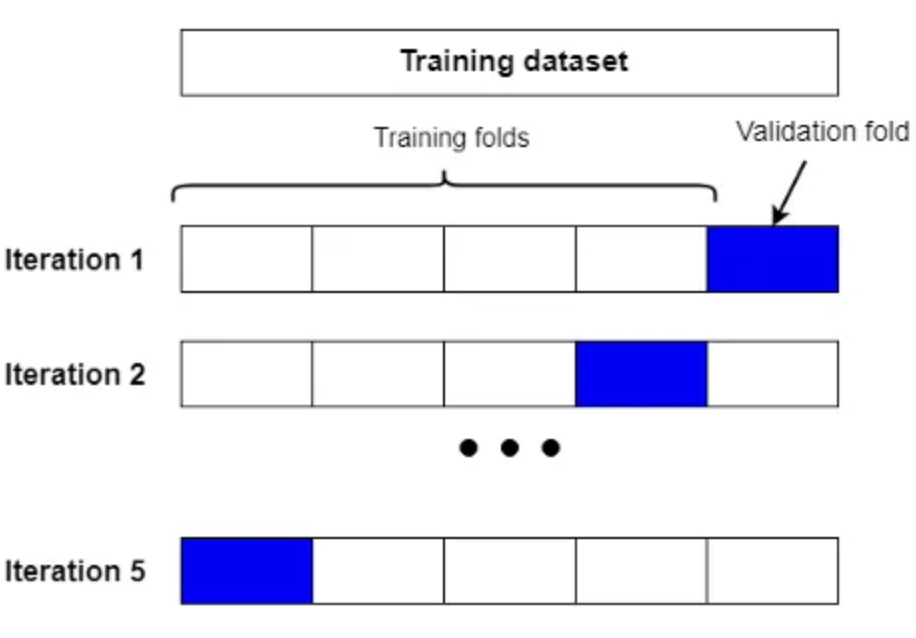 Training dataset
Training folds
Validation fold
Iteration 1
Iteration 2
Iteration 5